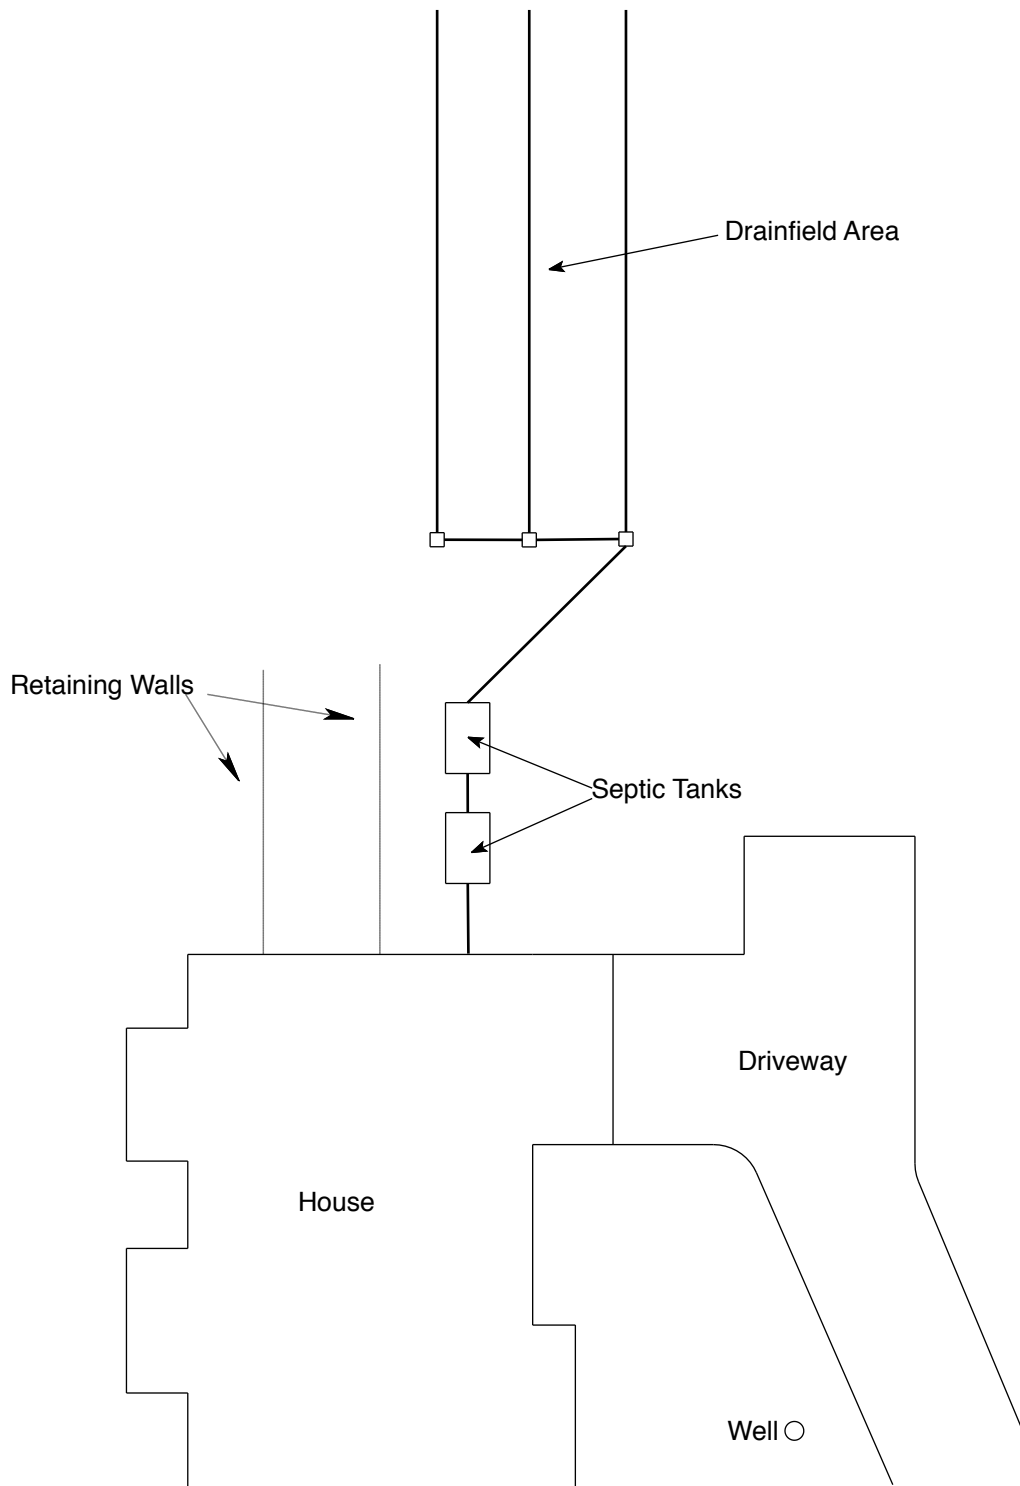 Drainfield Area
Retaining Walls
Septic Tanks
Driveway
House
Well